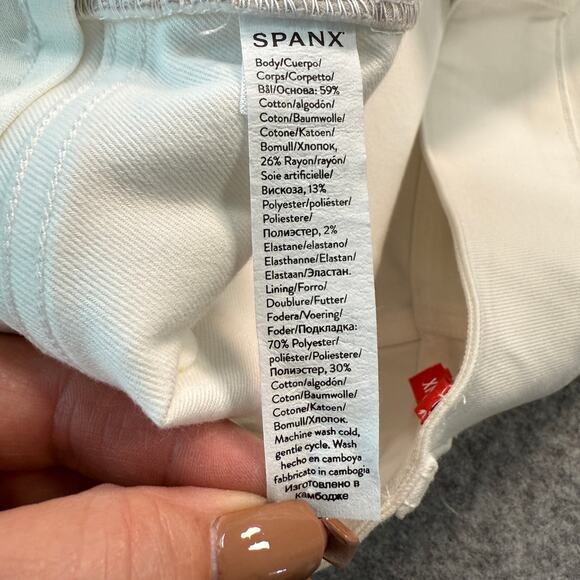 SPANX
Body/Cuerpo/
Corps/Corpetto/
Bål/Основа: 59%
Cotton/algodón/
Coton/Baumwolle/
Cotone/Katoen/
Bomull/Хлопок,
26% Rayon/rayón/
Soie artificielle/
Вискоза, 13%
Polyester/poliéster/
Poliestere/
Полиэстер, 2%
Elastane/elastano/
Elasthanne/Elastan/
Elastaan/Эластан.
Lining/Forro/
Doublure/Futter/
Fodera/Voering/
Foder/Подкладка:
70% Polyester/
poliéster/Poliestere/
Полиэстер, 30%
Cotton/algodón/
Coton/Baumwolle/
Cotone/Katoen/
Bomull/Хлопок.
Machine wash cold,
gentle cycle. Wash
hecho en camboya
fabbricato in cambogia
Изготовлено в
Камбодже
X